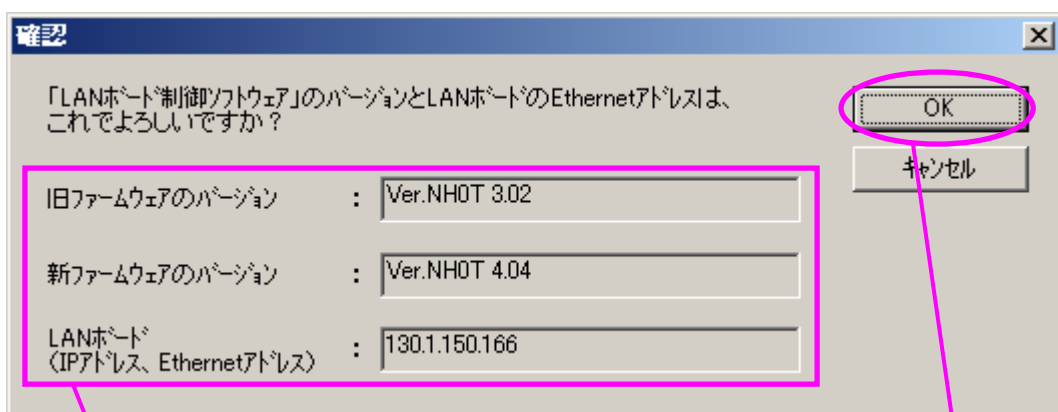 確認
「LANボード制御ソフトウェア」のバージョンとLANボードのEthernetアドレスは、
これでよろしいですか？
OK
キャンセル
旧ファームウェアのバージョン : Ver.NH0T 3.02
新ファームウェアのバージョン : Ver.NH0T 4.04
LANボード
(IPアドレス、Ethernetアドレス) : 130.1.150.166